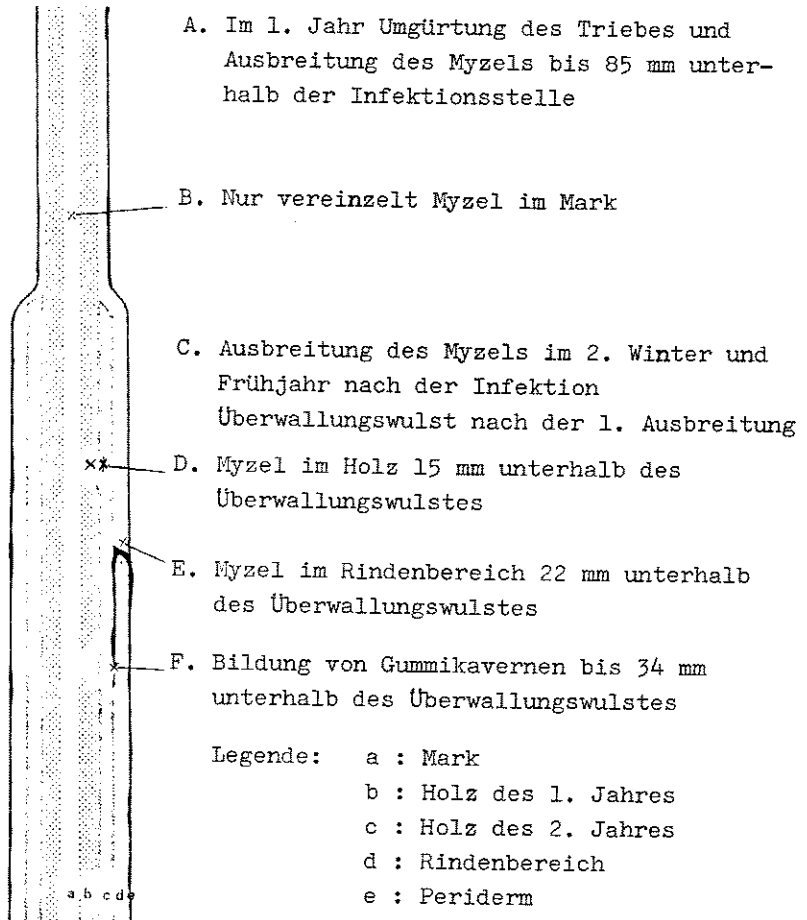 A. Im 1. Jahr Umgürtung des Triebes und
Ausbreitung des Myzels bis 85 mm unter-
halb der Infektionsstelle
B. Nur vereinzelt Myzel im Mark
C. Ausbreitung des Myzels im 2. Winter und
Frühjahr nach der Infektion
Überwallungswulst nach der 1. Ausbreitung
D. Myzel im Holz 15 mm unterhalb des
Überwallungswulstes
E. Myzel im Rindenbereich 22 mm unterhalb
des Überwallungswulstes
F. Bildung von Gummikavernen bis 34 mm
unterhalb des Überwallungswulstes
Legende: a : Mark
b : Holz des 1. Jahres
c : Holz des 2. Jahres
d : Rindenbereich
e : Periderm
a b c d e